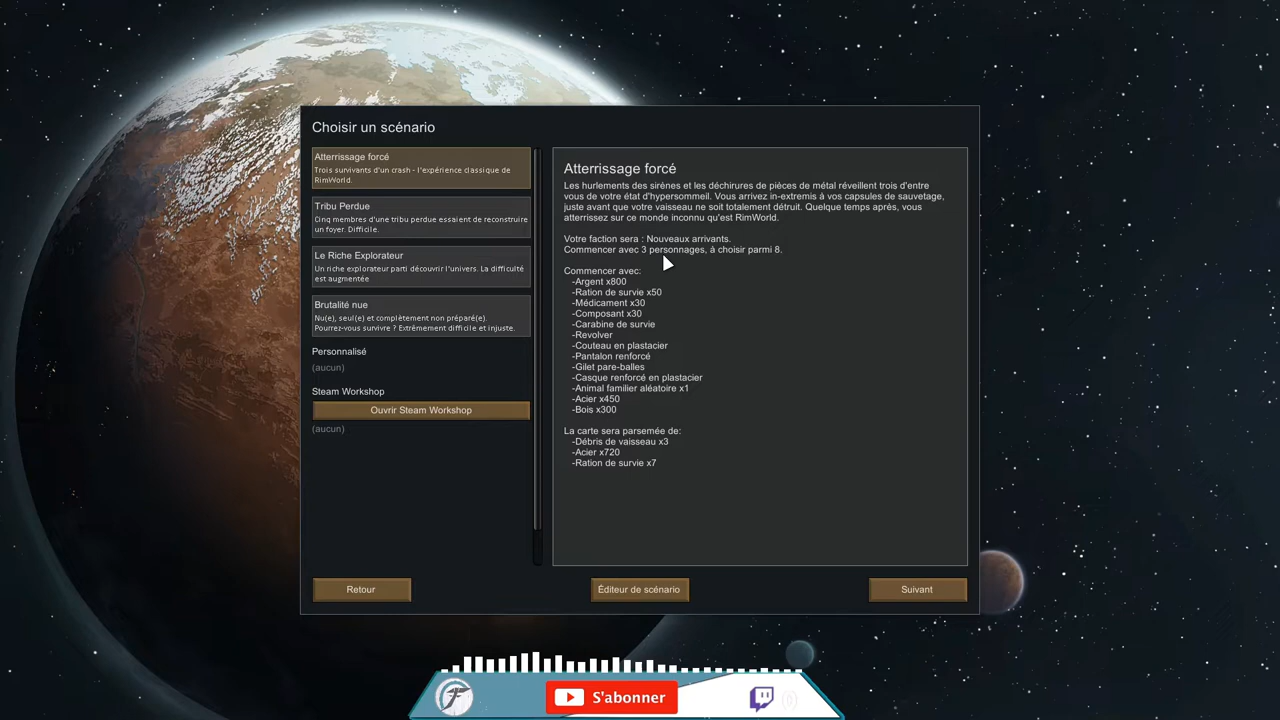 Choisir un scénario
Atterrissage forcé
Trois survivants d'un crash - l'expérience classique de
RimWorld.
Tribu Perdue
Cinq membres d'une tribu perdue essaient de reconstruire
un foyer. Difficile.
Le Riche Explorateur
Un riche explorateur parti découvrir l'univers. La difficulté
est augmentée
Brutalité nue
Nu(e), seul(e) et complètement non préparé(e).
Pourrez-vous survivre ? Extrêmement difficile et injuste.
Personnalisé
(aucun)
Steam Workshop
Ouvrir Steam Workshop
(aucun)
Atterrissage forcé
Les hurlements des sirènes et les déchirures de pièces de métal réveillent trois d'entre
vous de votre état d'hypersommeil. Vous arrivez in-extremis à vos capsules de sauvetage,
juste avant que votre vaisseau ne soit totalement détruit. Quelque temps après, vous
atterrissez sur ce monde inconnu qu'est RimWorld.
Votre faction sera : Nouveaux arrivants.
Commencer avec 3 personnages, à choisir parmi 8.
Commencer avec:
-Argent x800
-Ration de survie x50
-Médicament x30
-Composant x30
-Carabine de survie
-Revolver
-Couteau en plastacier
-Pantalon renforcé
-Gilet pare-balles
-Casque renforcé en plastacier
-Animal familier aléatoire x1
-Acier x450
-Bois x300
La carte sera parsemée de:
-Débris de vaisseau x3
-Acier x720
-Ration de survie x7
Retour
Éditeur de scénario
Suivant
S'abonner